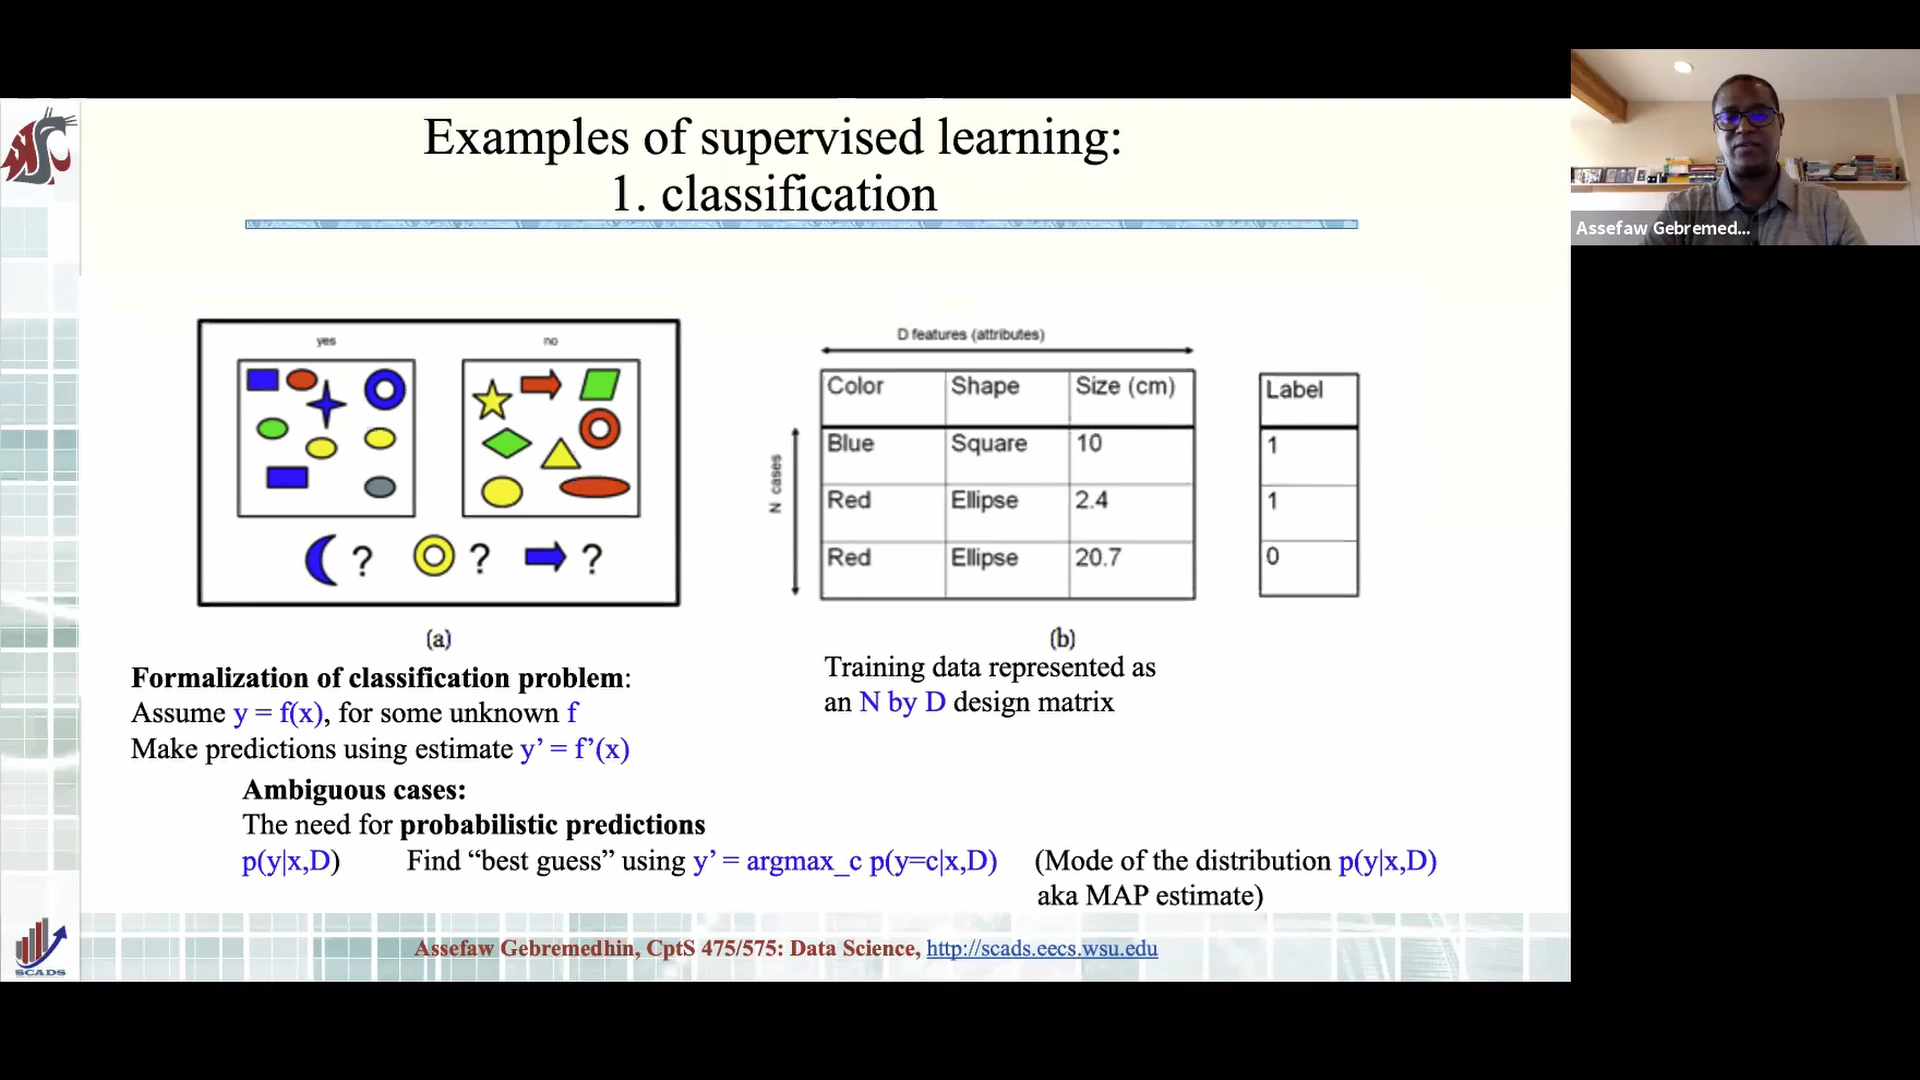 Examples of supervised learning:
1. classification
Assefaw Gebremed...
yes
no
? ? ?
(a)
D features (attributes)
N cases
Color Shape Size (cm) Label
Blue Square 10 1
Red Ellipse 2.4 1
Red Ellipse 20.7 0
(b)
Formalization of classification problem:
Assume y = f(x), for some unknown f
Make predictions using estimate y’ = f’(x)
Training data represented as
an N by D design matrix
Ambiguous cases:
The need for probabilistic predictions
p(y|x,D) Find “best guess” using y’ = argmax_c p(y=c|x,D) (Mode of the distribution p(y|x,D)
aka MAP estimate)
SCADS
Assefaw Gebremedhin, CptS 475/575: Data Science, http://scads.eecs.wsu.edu